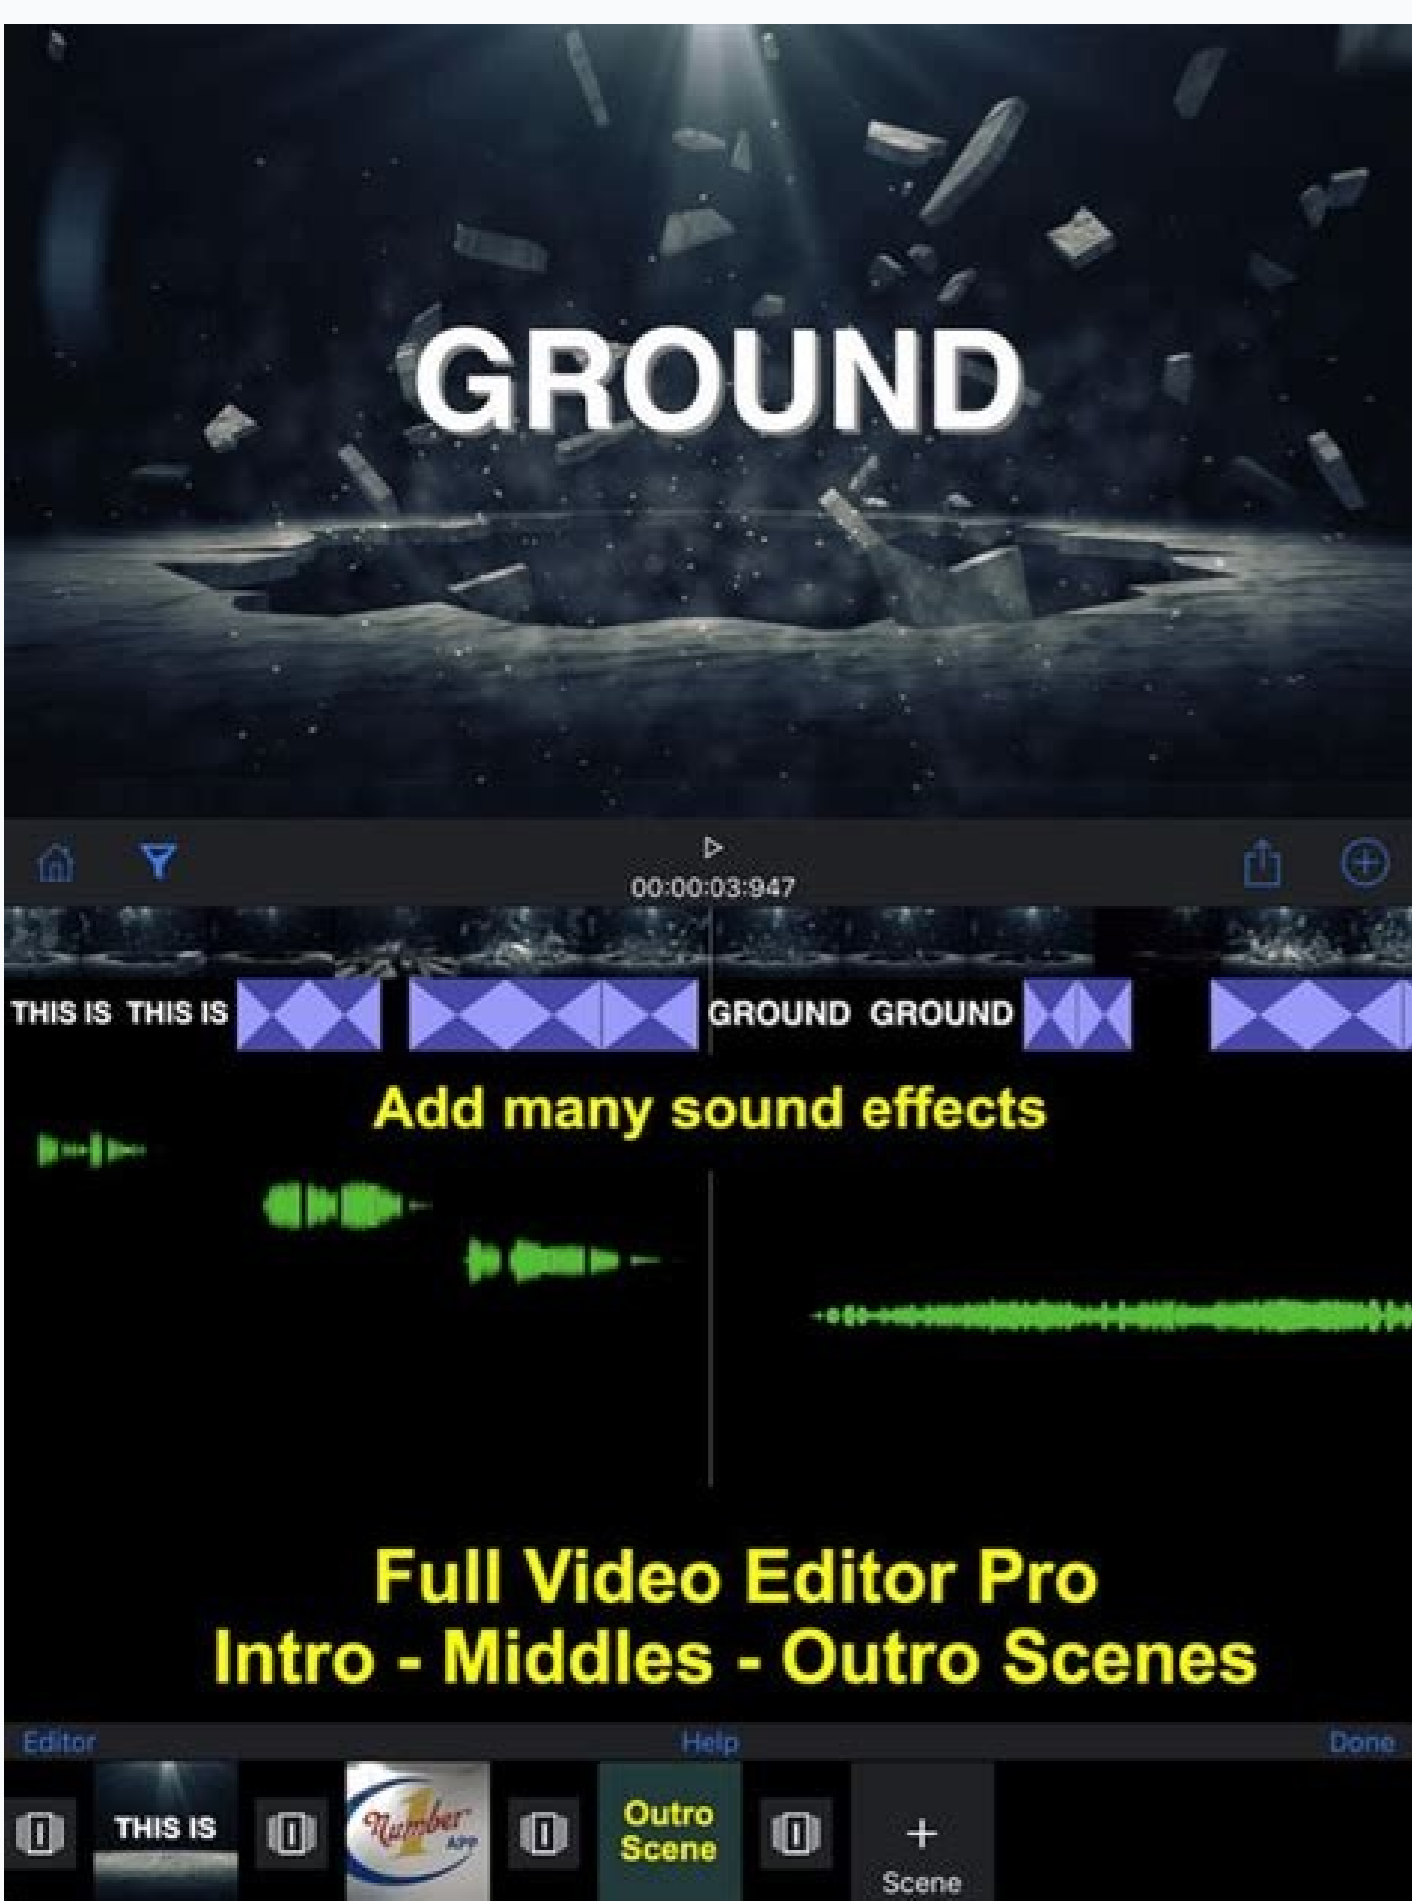 GROUND
00:00:03:947
THIS IS THIS IS GROUND GROUND
Add many sound effects
Full Video Editor Pro
Intro - Middles - Outro Scenes
Editor Help Done
THIS IS
Number 1
APP
Outro
Scene
Scene